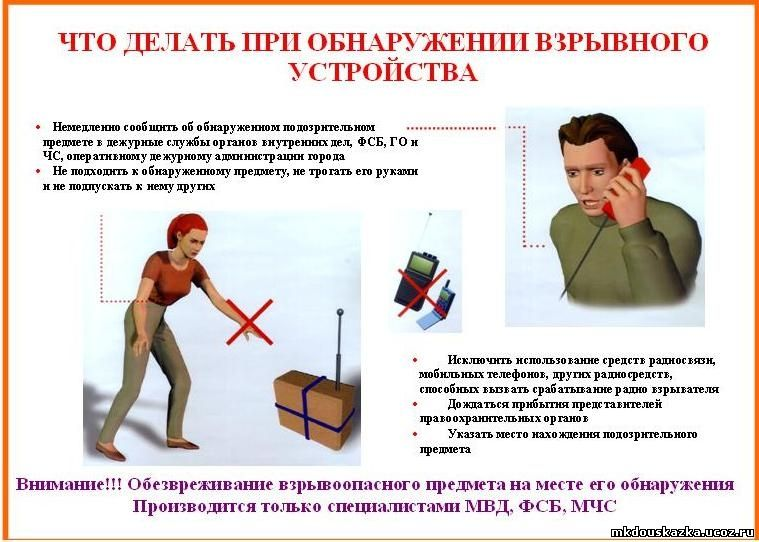 ЧТО ДЕЛАТЬ ПРИ ОБНАРУЖЕНИИ ВЗРЫВНОГО
УСТРОЙСТВА
• Немедленно сообщить об обнаруженном подозрительном
предмете в дежурные службы органов внутренних дел, ФСБ, ГО и
ЧС, оперативному дежурному администрации города
• Не подходить к обнаруженному предмету, не трогать его руками
и не подпускать к нему других
• Исключить использование средств радиосвязи,
мобильных телефонов, других радиосредств,
способных вызвать срабатывание радио взрывателя
• Дождаться прибытия представителей
правоохранительных органов
• Указать место нахождения подозрительного
предмета
Внимание!!! Обезвреживание взрывоопасного предмета на месте его обнаружения
Производится только специалистами МВД, ФСБ, МЧС
mkdouskazka.ucoz.ru